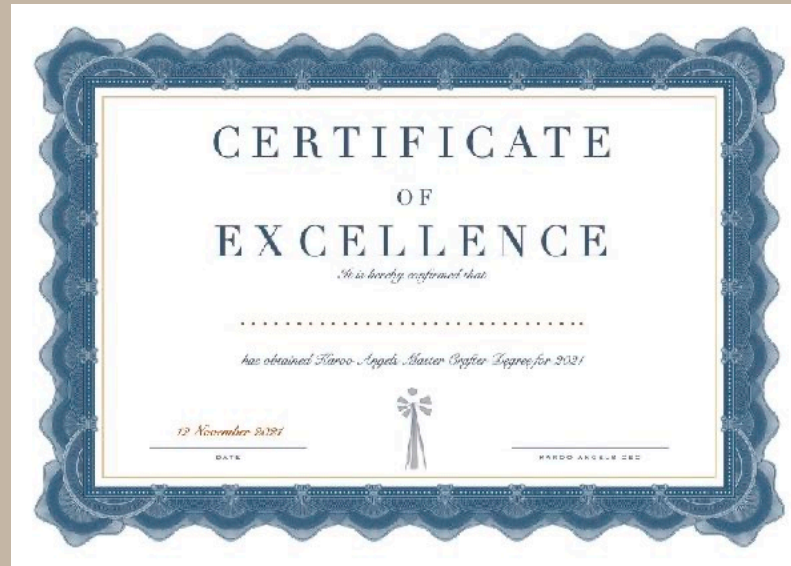 CERTIFICATE
OF
EXCELLENCE
It is hereby confirmed that
has obtained Karoo Angels Master Crafter Degree for 2021
12 November 2021
DATE
KAROO ANGELS CEO